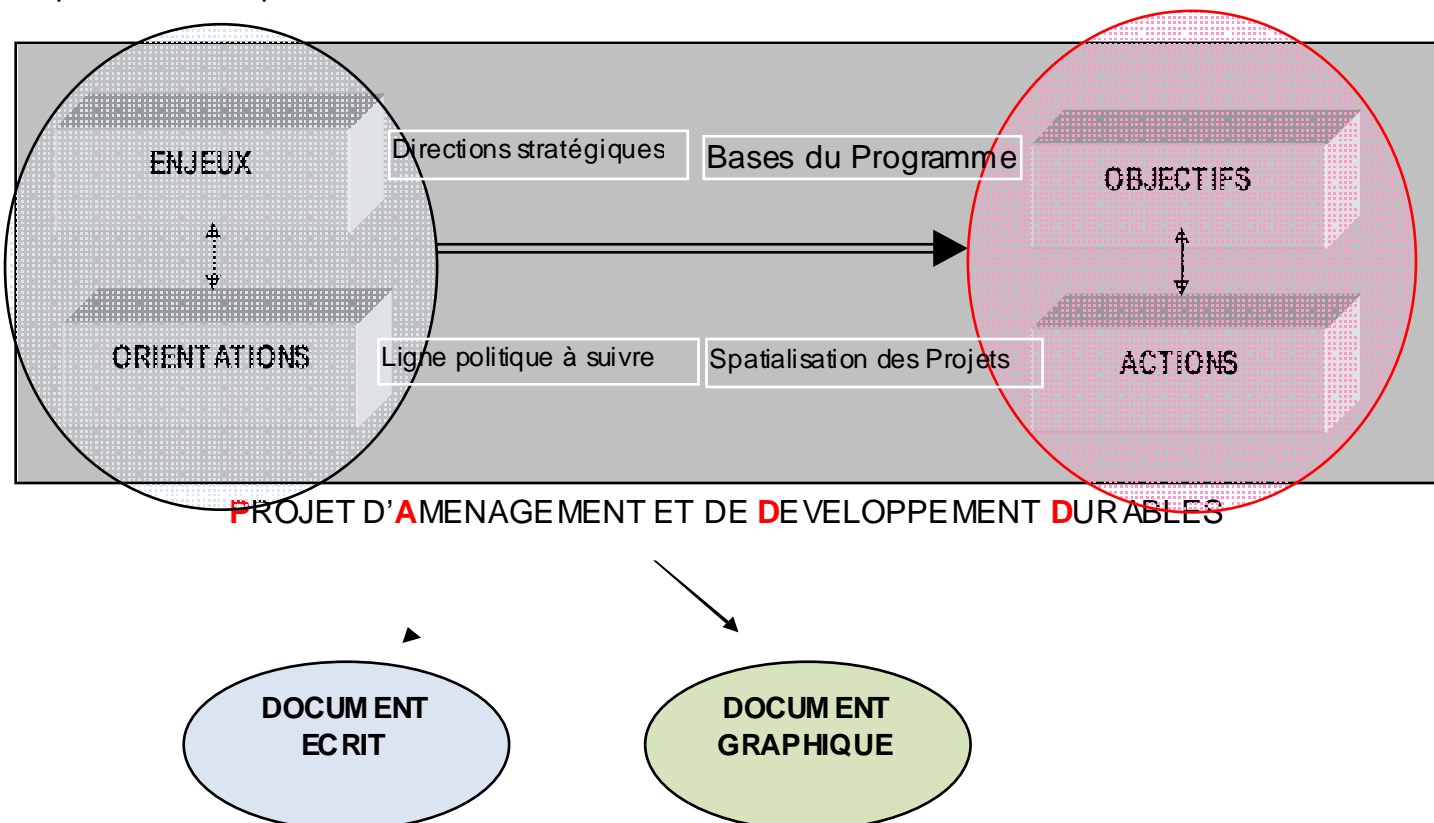 ENJEUX
Directions stratégiques
Bases du Programme
OBJECTIFS
ORIENTATIONS
Ligne politique à suivre
Spatialisation des Projets
ACTIONS
PROJET D'AMENAGEMENT ET DE DEVELOPPEMENT DURABLES
DOCUMENT
ECRIT
DOCUMENT
GRAPHIQUE